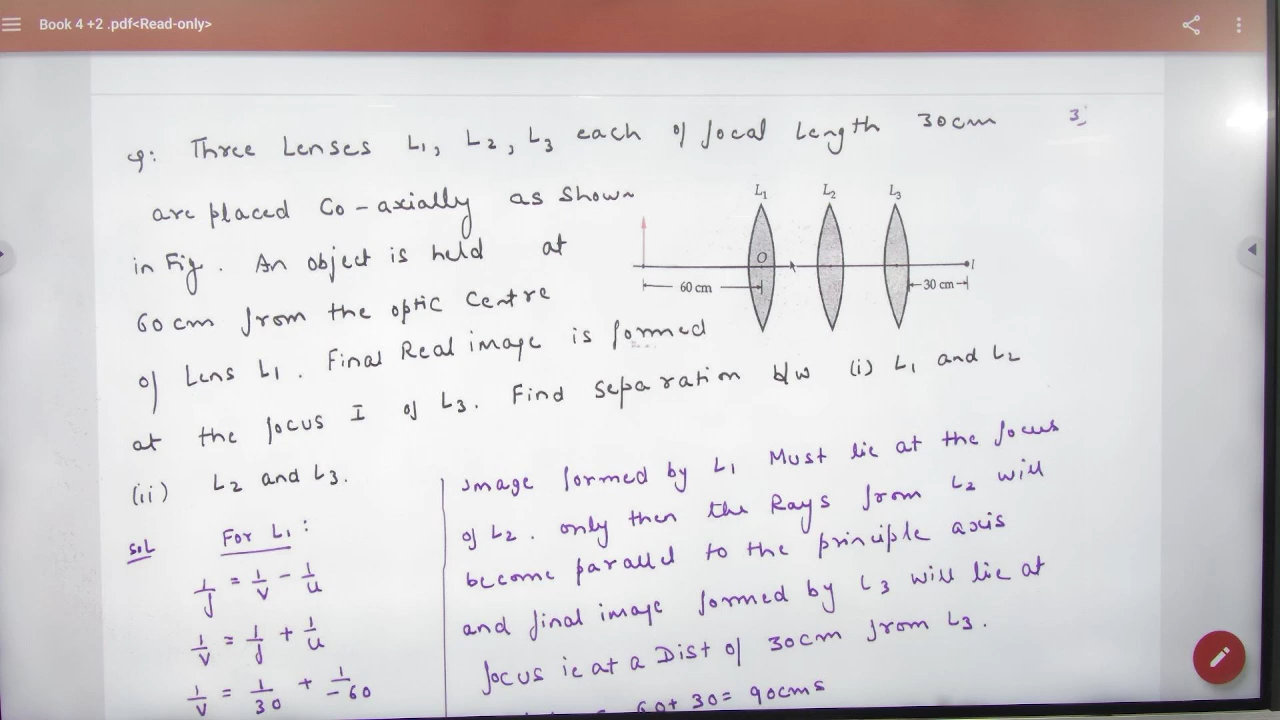 Book 4 +2 .pdf<Read-only>
3
Q: Three Lenses L1, L2, L3 each of focal Length 30cm
are placed Co-axially as shown
in Fig. An object is held at
60cm from the optic Centre
of Lens L1. Final Real image is formed
at the focus I of L3. Find Separation b/w (i) L1 and L2
(ii) L2 and L3.
L1 L2 L3
O
I
60 cm
30 cm
Sol For L1:
1/f = 1/v - 1/u
1/v = 1/f + 1/u
1/v = 1/30 + 1/-60
image formed by L1 Must lie at the focus
of L2. only then the Rays from L2 will
become parallel to the principle axis
and final image formed by L3 will lie at
focus ie at a Dist of 30cm from L3.
60+ 30= 90cms